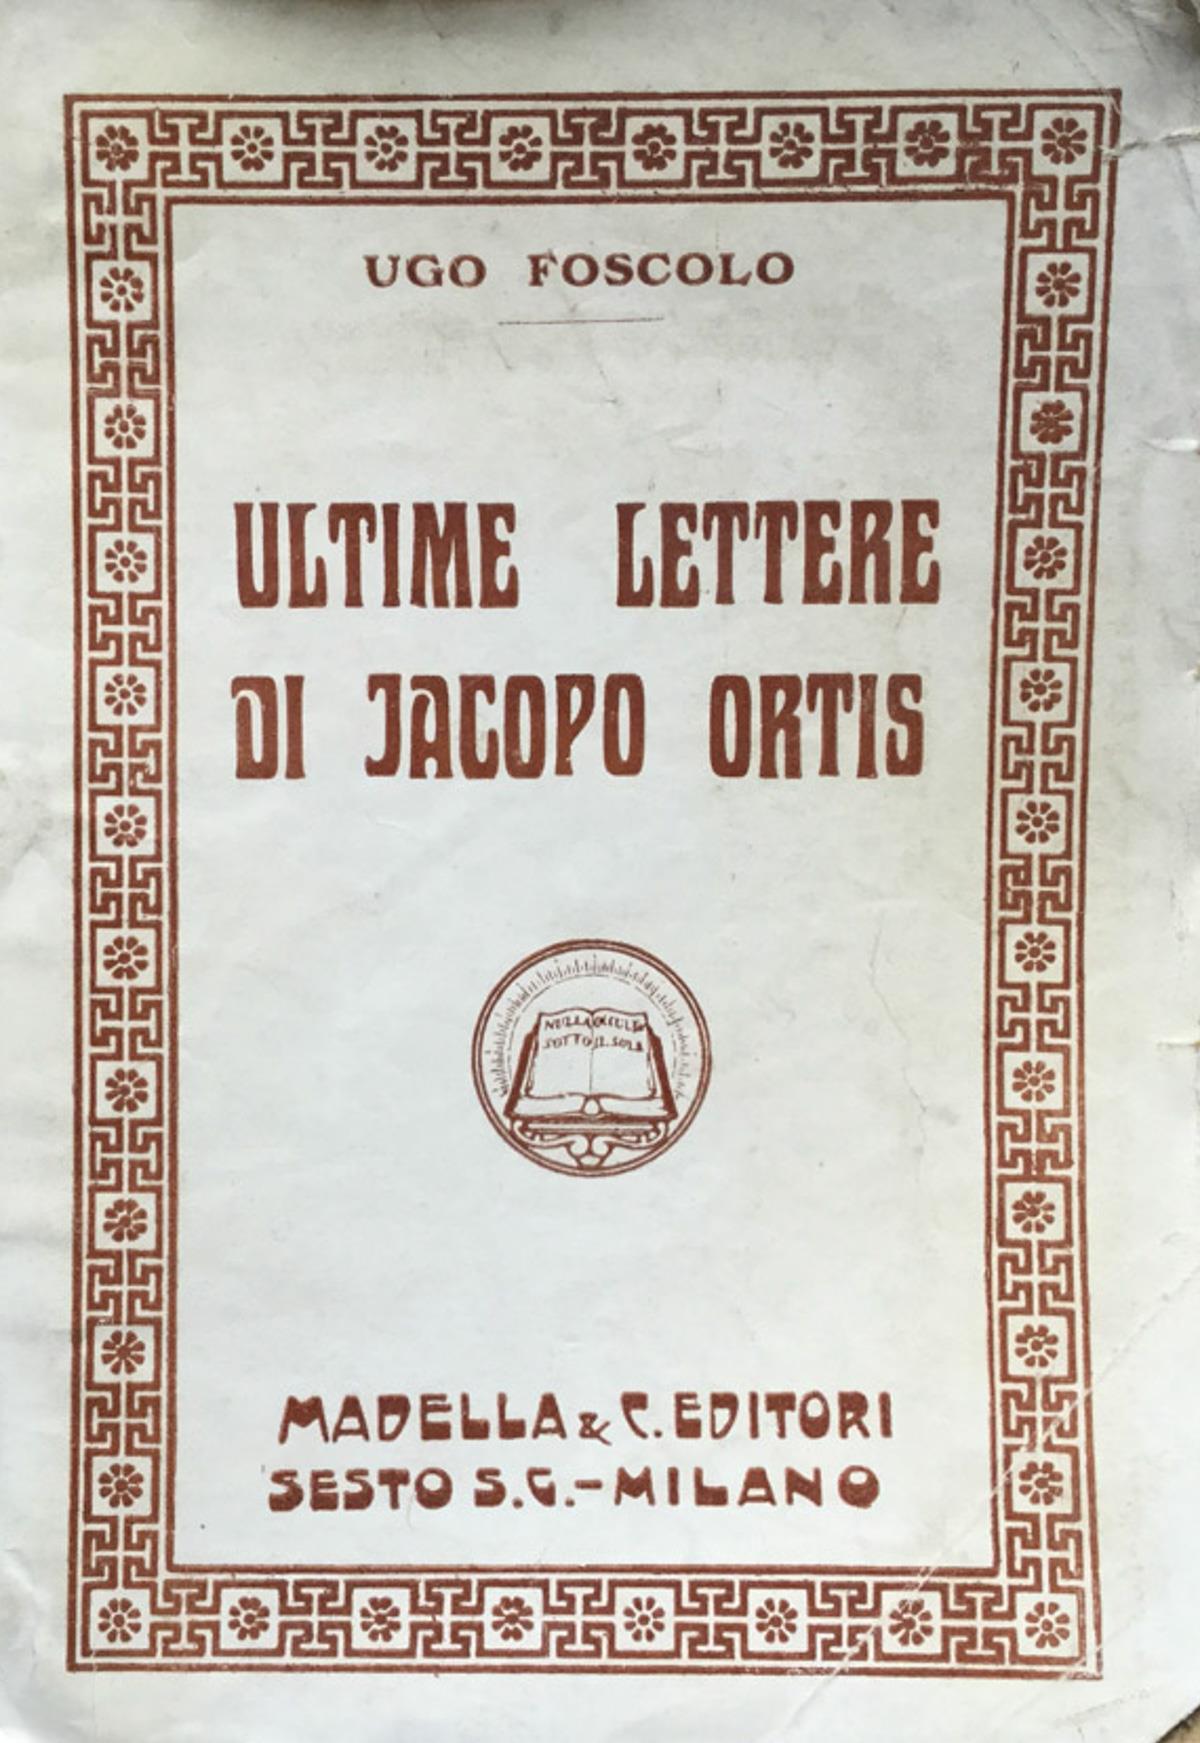 UGO FOSCOLO
ULTIME LETTERE
DI JACOPO ORTIS
NULLA OCCULTO
SOTTO IL SOLE
MADELLA & C. EDITORI
SESTO S.G.-MILANO